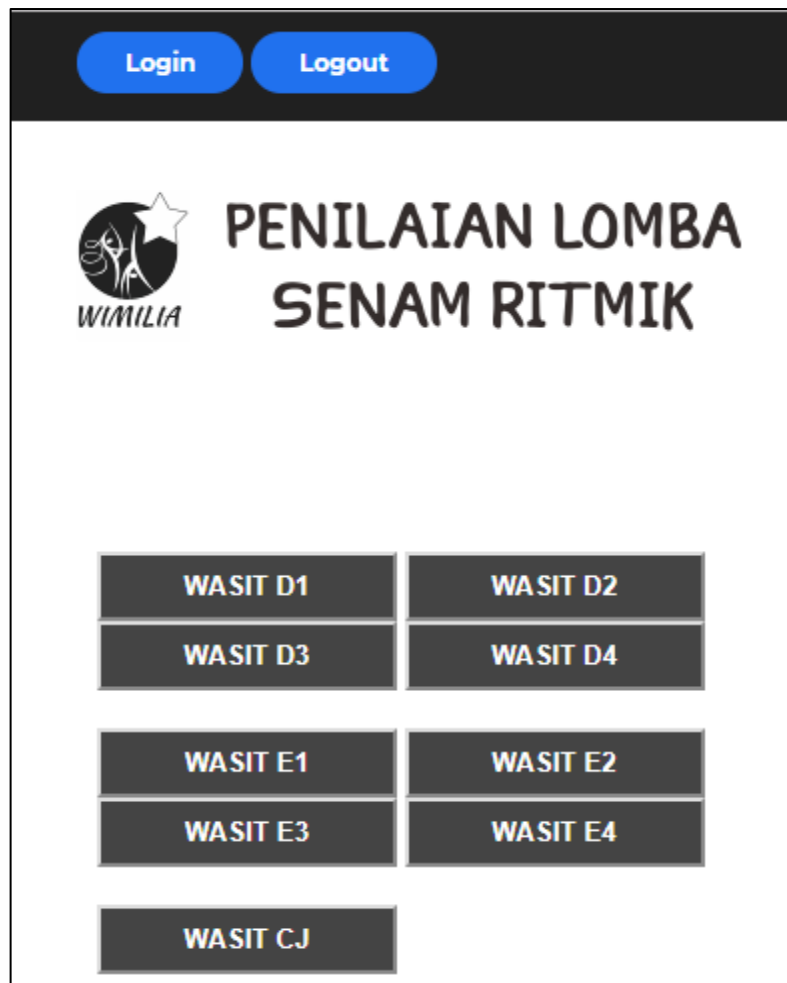 Login Logout
WIMILIA
PENILAIAN LOMBA
SENAM RITMIK
WASIT D1 WASIT D2
WASIT D3 WASIT D4
WASIT E1 WASIT E2
WASIT E3 WASIT E4
WASIT CJ